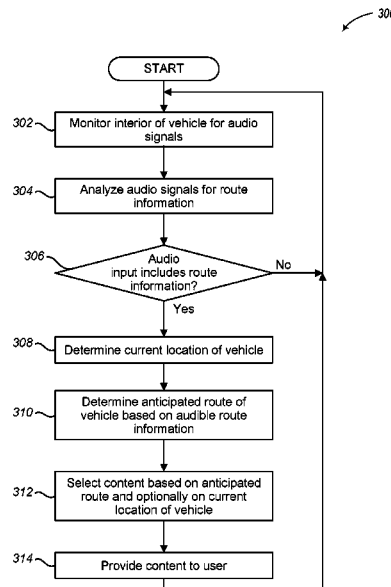 300
START
302
Monitor interior of vehicle for audio
signals
304
Analyze audio signals for route
information
306
Audio
input includes route
information?
No
Yes
308
Determine current location of vehicle
310
Determine anticipated route of
vehicle based on audible route
information
312
Select content based on anticipated
route and optionally on current
location of vehicle
314
Provide content to user